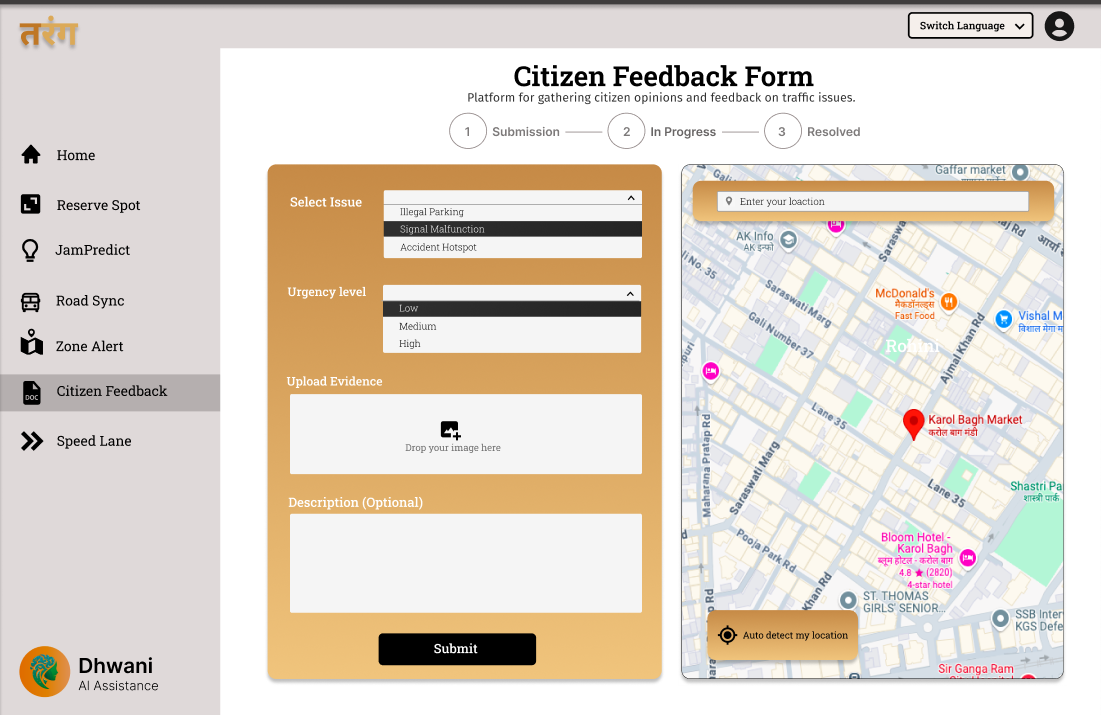 तरंग
Switch Language
Home
Reserve Spot
JamPredict
Road Sync
Zone Alert
DOC
Citizen Feedback
Speed Lane
Dhwani
AI Assistance
Citizen Feedback Form
Platform for gathering citizen opinions and feedback on traffic issues.
1 Submission 2 In Progress 3 Resolved
Select Issue
Illegal Parking
Signal Malfunction
Accident Hotspot
Urgency level
Low
Medium
High
Upload Evidence
Drop your image here
Description (Optional)
Submit
Gaffar market
Enter your loaction
AK Info
AK इन्फो
Saraswati Marg
Gali Number 37
McDonald's
मैकडॉनल्ड्स
Fast Food
Vishal M
विशाल मेगा म
Rohini
Ajmal Khan Rd
Lane 35
Karol Bagh Market
करोल बाग मंडी
Maharana Pratap Rd
Saraswati Marg
Lane 35
Shastri Pa
शास्त्री पार्क
Pooja Park Rd
Bloom Hotel -
Karol Bagh
ब्लूम होटल - करोल बाग
4.8 ★ (2820)
4-star hotel
Khan Rd
ST. THOMAS
GIRLS' SENIOR...
SSB Inter
KGS Defe
Auto detect my location
Sir Ganga Ram